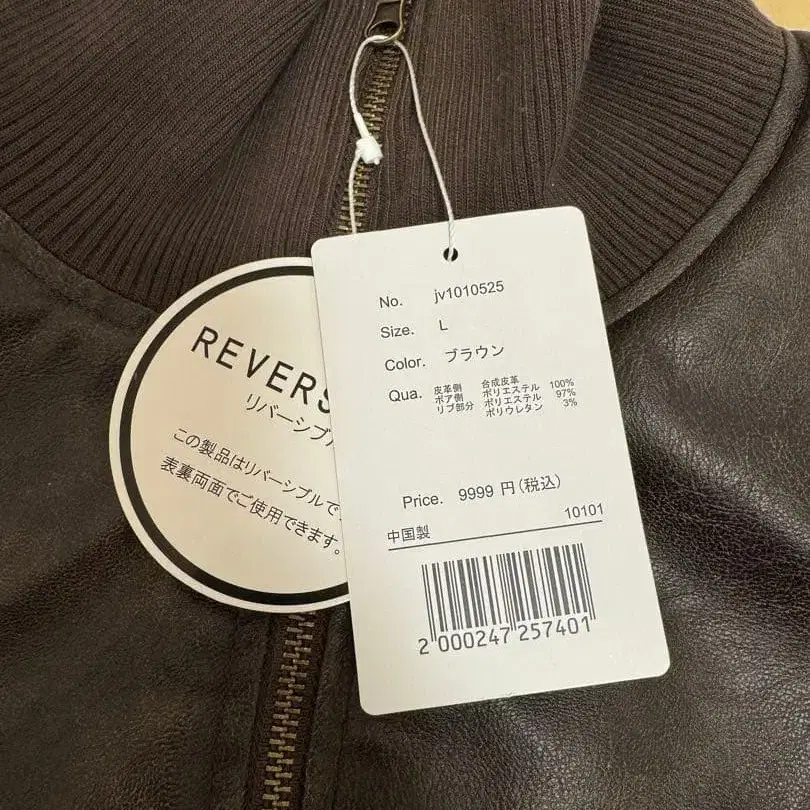 REVERS
リバーシブ
この製品はリバーシブルで、
表裏両面でご使用できます。
No. jv1010525
Size. L
Color. ブラウン
Qua. 皮革側 合成皮革
ボア側 ポリエステル 100%
リブ部分 ポリエステル 97%
ポリウレタン 3%
Price. 9999 円(税込)
中国製 10101
2 000247 257401